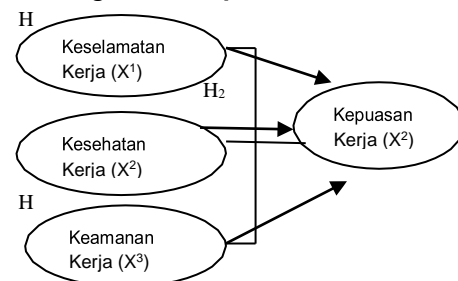 H
Keselamatan
Kerja (X¹)
H₂
Kesehatan
Kerja (X²)
Kepuasan
Kerja (X²)
H
Keamanan
Kerja (X³)